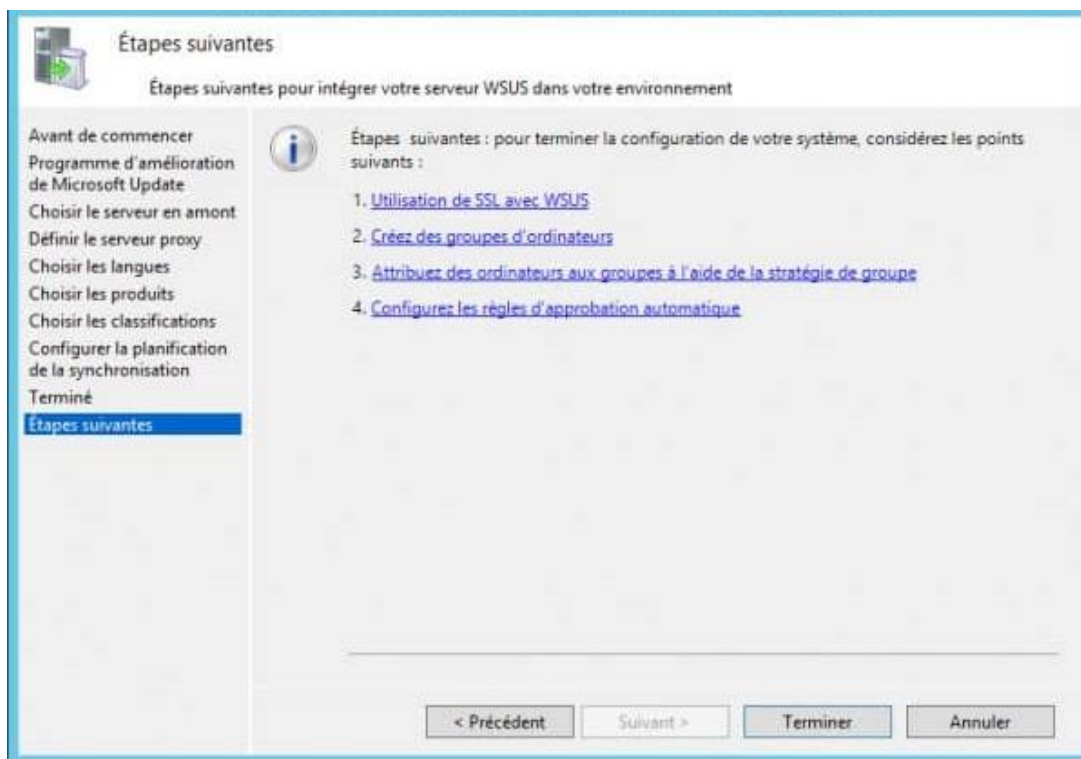 Étapes suivantes
Étapes suivantes pour intégrer votre serveur WSUS dans votre environnement
Avant de commencer
Programme d'amélioration
de Microsoft Update
Choisir le serveur en amont
Définir le serveur proxy
Choisir les langues
Choisir les produits
Choisir les classifications
Configurer la planification
de la synchronisation
Terminé
Étapes suivantes
Étapes suivantes : pour terminer la configuration de votre système, considérez les points
suivants :
1. Utilisation de SSL avec WSUS
2. Créez des groupes d'ordinateurs
3. Attribuez des ordinateurs aux groupes à l'aide de la stratégie de groupe
4. Configurez les règles d'approbation automatique
< Précédent
Suivant >
Terminer
Annuler